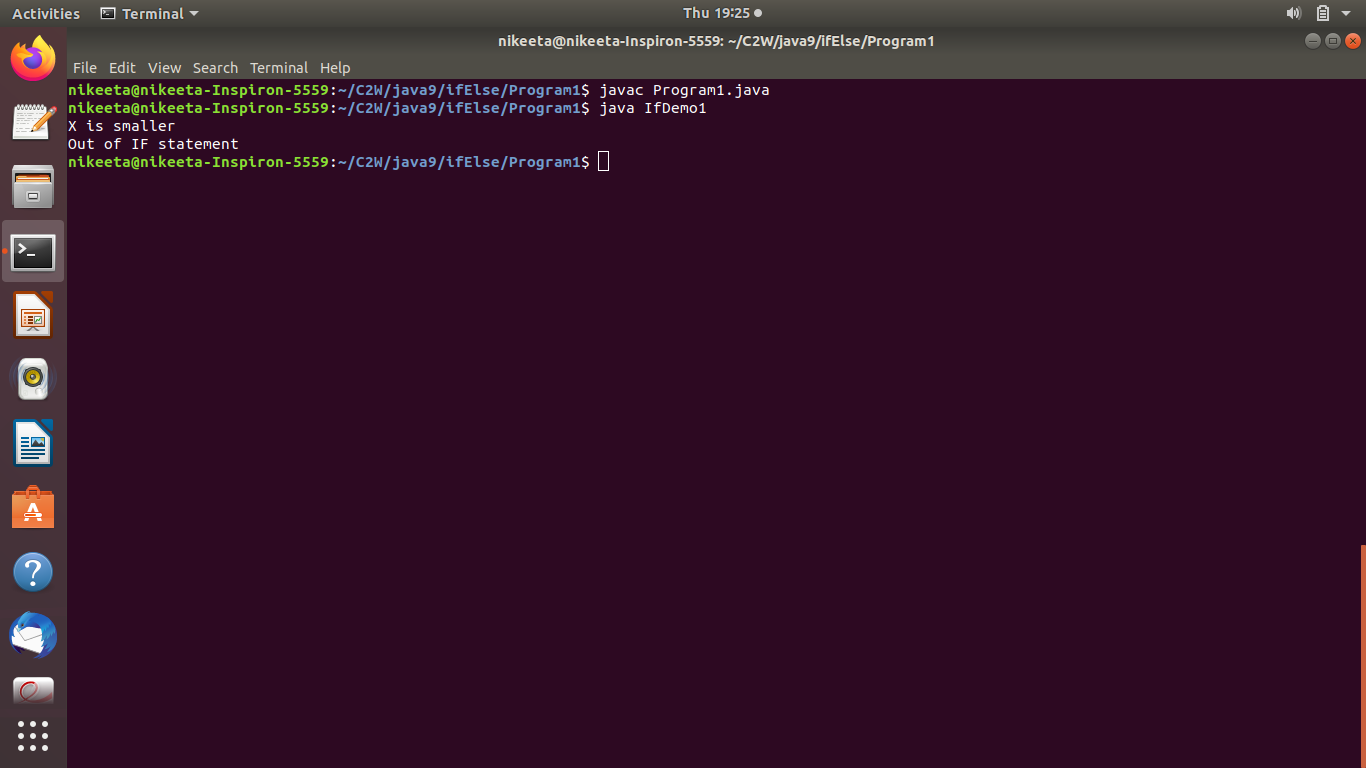 Activities Terminal Thu 19:25
nikeeta@nikeeta-Inspiron-5559: ~/C2W/java9/ifElse/Program1
File Edit View Search Terminal Help
nikeeta@nikeeta-Inspiron-5559:~/C2W/java9/ifElse/Program1$ javac Program1.java
nikeeta@nikeeta-Inspiron-5559:~/C2W/java9/ifElse/Program1$ java IfDemo1
X is smaller
Out of IF statement
nikeeta@nikeeta-Inspiron-5559:~/C2W/java9/ifElse/Program1$